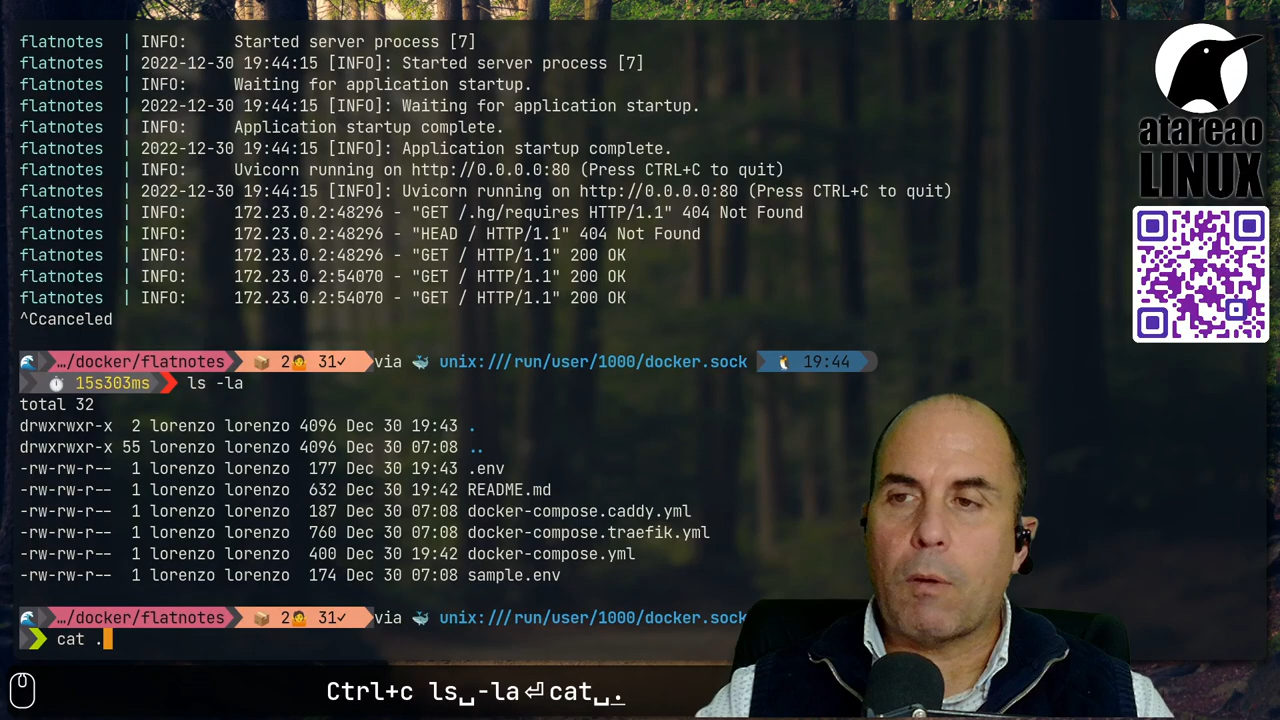 flatnotes  | INFO:     Started server process [7]
flatnotes  | 2022-12-30 19:44:15 [INFO]: Started server process [7]
flatnotes  | INFO:     Waiting for application startup.
flatnotes  | 2022-12-30 19:44:15 [INFO]: Waiting for application startup.
flatnotes  | INFO:     Application startup complete.
flatnotes  | 2022-12-30 19:44:15 [INFO]: Application startup complete.
flatnotes  | INFO:     Uvicorn running on http://0.0.0.0:80 (Press CTRL+C to quit)
flatnotes  | 2022-12-30 19:44:15 [INFO]: Uvicorn running on http://0.0.0.0:80 (Press CTRL+C to quit)
flatnotes  | INFO:     172.23.0.2:48296 - "GET /.hg/requires HTTP/1.1" 404 Not Found
flatnotes  | INFO:     172.23.0.2:48296 - "HEAD / HTTP/1.1" 404 Not Found
flatnotes  | INFO:     172.23.0.2:48296 - "GET / HTTP/1.1" 200 OK
flatnotes  | INFO:     172.23.0.2:54070 - "GET / HTTP/1.1" 200 OK
flatnotes  | INFO:     172.23.0.2:54070 - "GET / HTTP/1.1" 200 OK
^Ccanceled
…/docker/flatnotes 📦 2🤷 31✓ via 🐳 unix:///run/user/1000/docker.sock 🐧 19:44
⏱ 15s303ms ls -la
total 32
drwxrwxr-x  2 lorenzo lorenzo 4096 Dec 30 19:43 .
drwxrwxr-x 55 lorenzo lorenzo 4096 Dec 30 07:08 ..
-rw-rw-r--  1 lorenzo lorenzo  177 Dec 30 19:43 .env
-rw-rw-r--  1 lorenzo lorenzo  632 Dec 30 19:42 README.md
-rw-rw-r--  1 lorenzo lorenzo  187 Dec 30 07:08 docker-compose.caddy.yml
-rw-rw-r--  1 lorenzo lorenzo  760 Dec 30 07:08 docker-compose.traefik.yml
-rw-rw-r--  1 lorenzo lorenzo  400 Dec 30 19:42 docker-compose.yml
-rw-rw-r--  1 lorenzo lorenzo  174 Dec 30 07:08 sample.env
…/docker/flatnotes 📦 2🤷 31✓ via 🐳 unix:///run/user/1000/docker.sock
cat .
Ctrl+c ls␣-la⏎cat␣.
atareao
LINUX